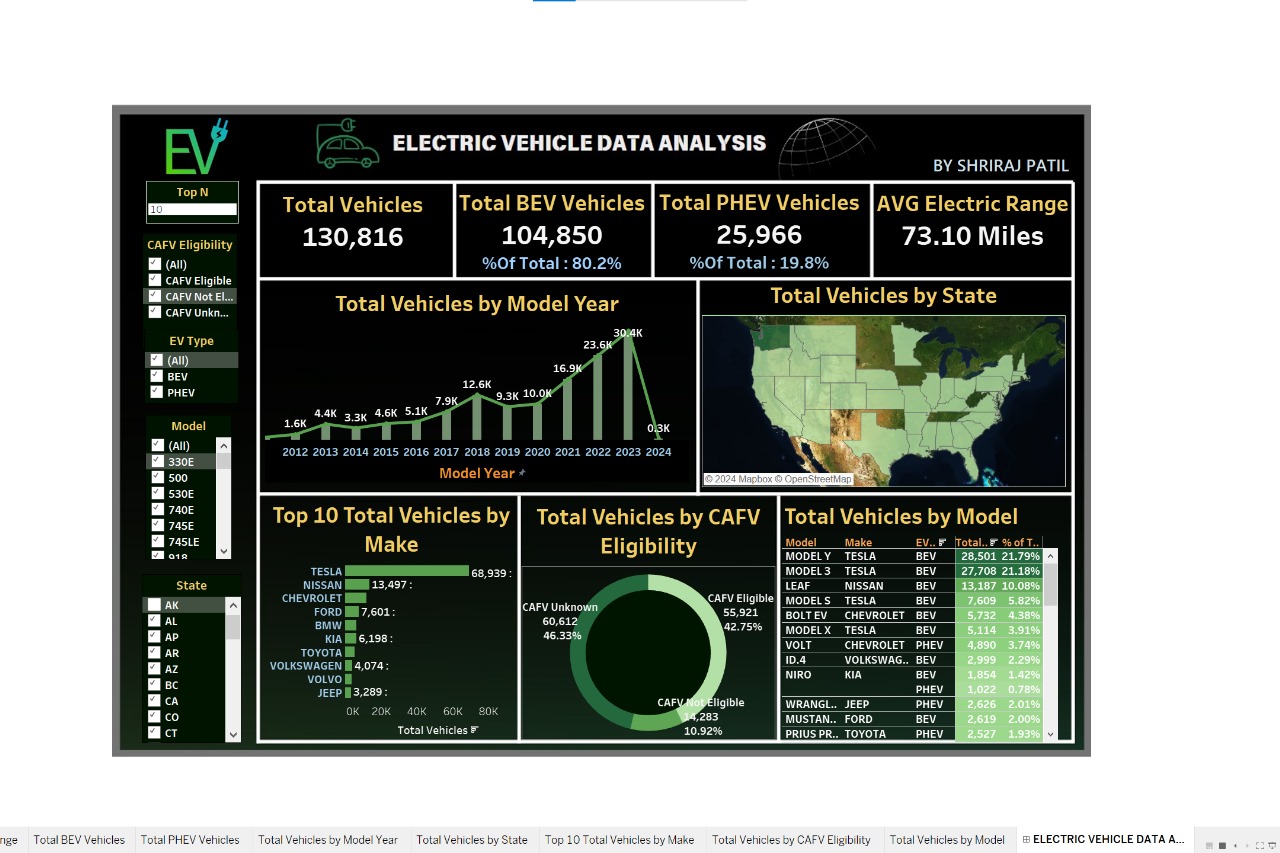 EV
ELECTRIC VEHICLE DATA ANALYSIS
BY SHRIRAJ PATIL
Top N
10
CAFV Eligibility
(All)
CAFV Eligible
CAFV Not El...
CAFV Unkn...
EV Type
(All)
BEV
PHEV
Model
(All)
330E
500
530E
740E
745E
745LE
918
State
AK
AL
AP
AR
AZ
BC
CA
CO
CT
Total Vehicles
130,816
Total BEV Vehicles
104,850
%Of Total : 80.2%
Total PHEV Vehicles
25,966
%Of Total : 19.8%
AVG Electric Range
73.10 Miles
Total Vehicles by Model Year
1.6K
4.4K
3.3K
4.6K
5.1K
7.9K
12.6K
9.3K
10.0K
16.9K
23.6K
30.4K
0.3K
2012 2013 2014 2015 2016 2017 2018 2019 2020 2021 2022 2023 2024
Model Year
Total Vehicles by State
© 2024 Mapbox © OpenStreetMap
Top 10 Total Vehicles by
Make
TESLA 68,939 :
NISSAN 13,497 :
CHEVROLET
FORD 7,601 :
BMW
KIA 6,198 :
TOYOTA
VOLKSWAGEN 4,074 :
VOLVO
JEEP 3,289 :
0K 20K 40K 60K 80K
Total Vehicles
Total Vehicles by CAFV
Eligibility
CAFV Unknown
60,612
46.33%
CAFV Eligible
55,921
42.75%
CAFV Not Eligible
14,283
10.92%
Total Vehicles by Model
Model Make EV.. Total.. % of T..
MODEL Y TESLA BEV 28,501 21.79%
MODEL 3 TESLA BEV 27,708 21.18%
LEAF NISSAN BEV 13,187 10.08%
MODEL S TESLA BEV 7,609 5.82%
BOLT EV CHEVROLET BEV 5,732 4.38%
MODEL X TESLA BEV 5,114 3.91%
VOLT CHEVROLET PHEV 4,890 3.74%
ID.4 VOLKSWAG.. BEV 2,999 2.29%
NIRO KIA BEV 1,854 1.42%
PHEV 1,022 0.78%
WRANGL.. JEEP PHEV 2,626 2.01%
MUSTAN.. FORD BEV 2,619 2.00%
PRIUS PR.. TOYOTA PHEV 2,527 1.93%
nge
Total BEV Vehicles
Total PHEV Vehicles
Total Vehicles by Model Year
Total Vehicles by State
Top 10 Total Vehicles by Make
Total Vehicles by CAFV Eligibility
Total Vehicles by Model
ELECTRIC VEHICLE DATA A...